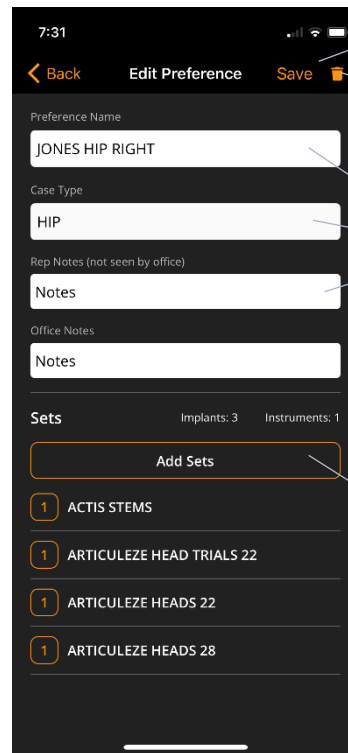 7:31
Back Edit Preference Save
Preference Name
JONES HIP RIGHT
Case Type
HIP
Rep Notes (not seen by office)
Notes
Office Notes
Notes
Sets Implants: 3 Instruments: 1
Add Sets
1 ACTIS STEMS
1 ARTICULEZE HEAD TRIALS 22
1 ARTICULEZE HEADS 22
1 ARTICULEZE HEADS 28